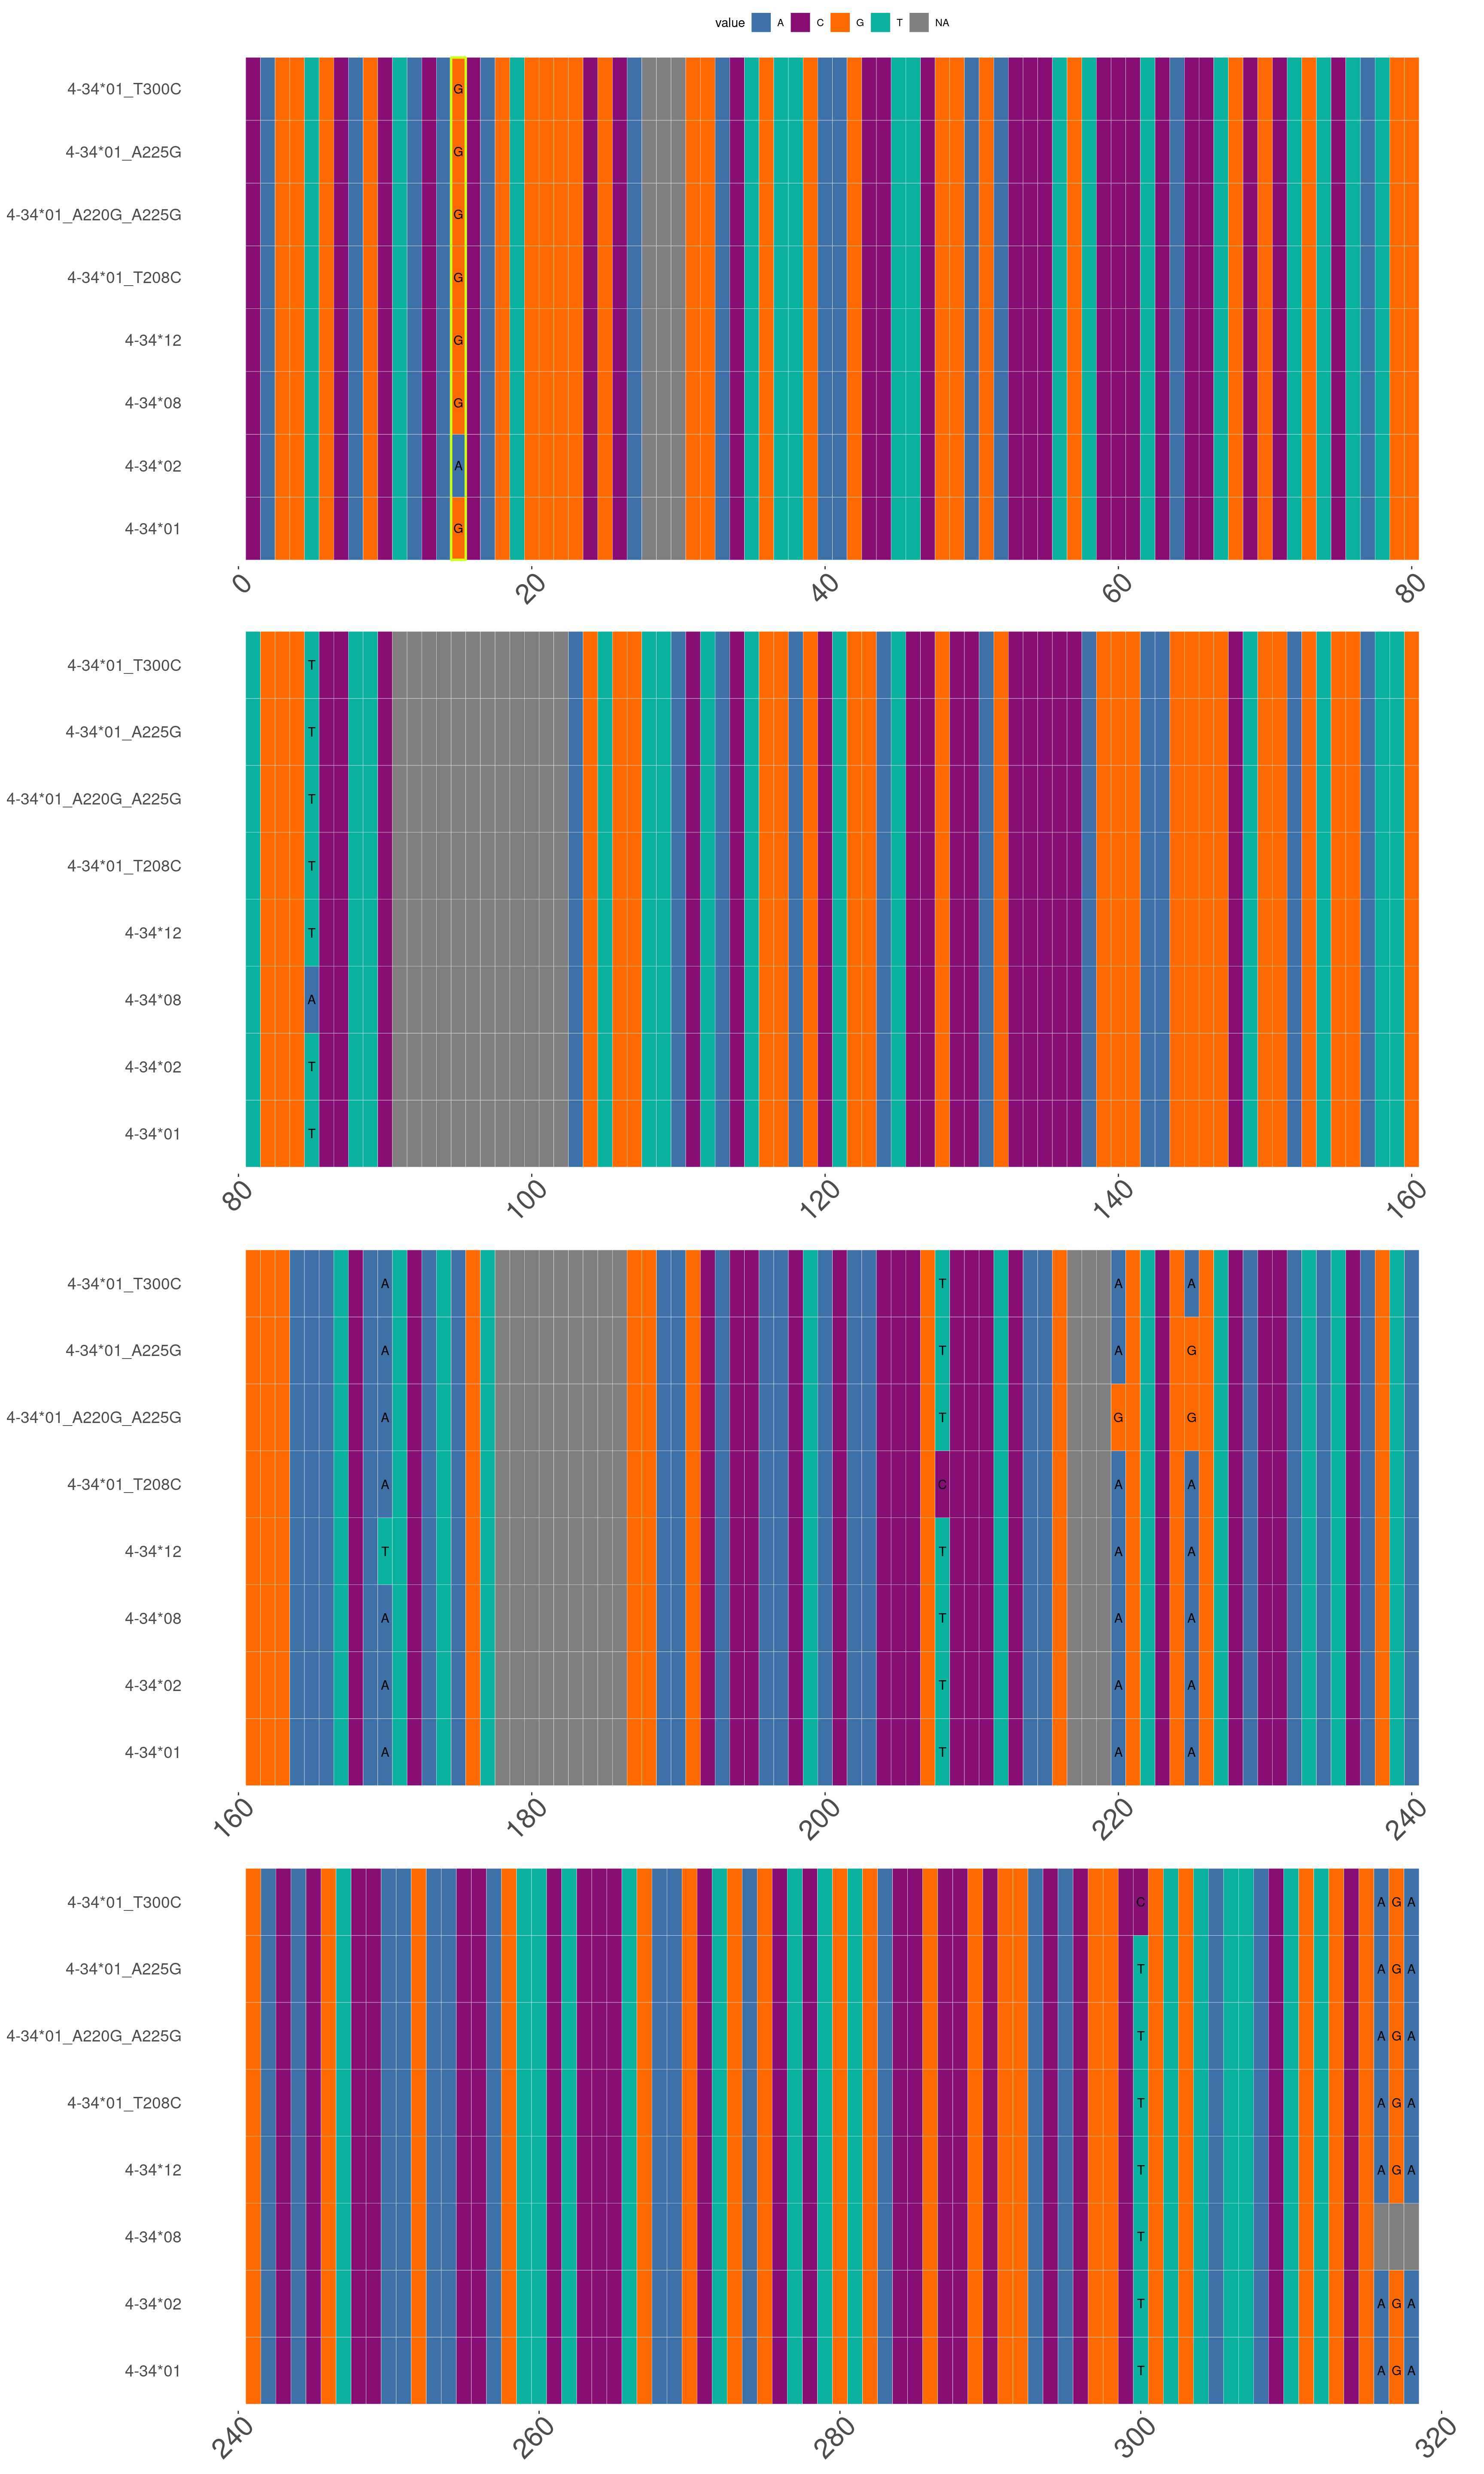 value A C G T NA
4-34*01_T300C G
4-34*01_A225G G
4-34*01_A220G_A225G G
4-34*01_T208C G
4-34*12 G
4-34*08 G
4-34*02 A
4-34*01 G
0 20 40 60 80
4-34*01_T300C T
4-34*01_A225G T
4-34*01_A220G_A225G T
4-34*01_T208C T
4-34*12 T
4-34*08 A
4-34*02 T
4-34*01 T
80 100 120 140 160
4-34*01_T300C A T A A
4-34*01_A225G A T A G
4-34*01_A220G_A225G A T G G
4-34*01_T208C A C A A
4-34*12 T T A A
4-34*08 A T A A
4-34*02 A T A A
4-34*01 A T A A
160 180 200 220 240
4-34*01_T300C C A G A
4-34*01_A225G T A G A
4-34*01_A220G_A225G T A G A
4-34*01_T208C T A G A
4-34*12 T A G A
4-34*08 T
4-34*02 T A G A
4-34*01 T A G A
240 260 280 300 320